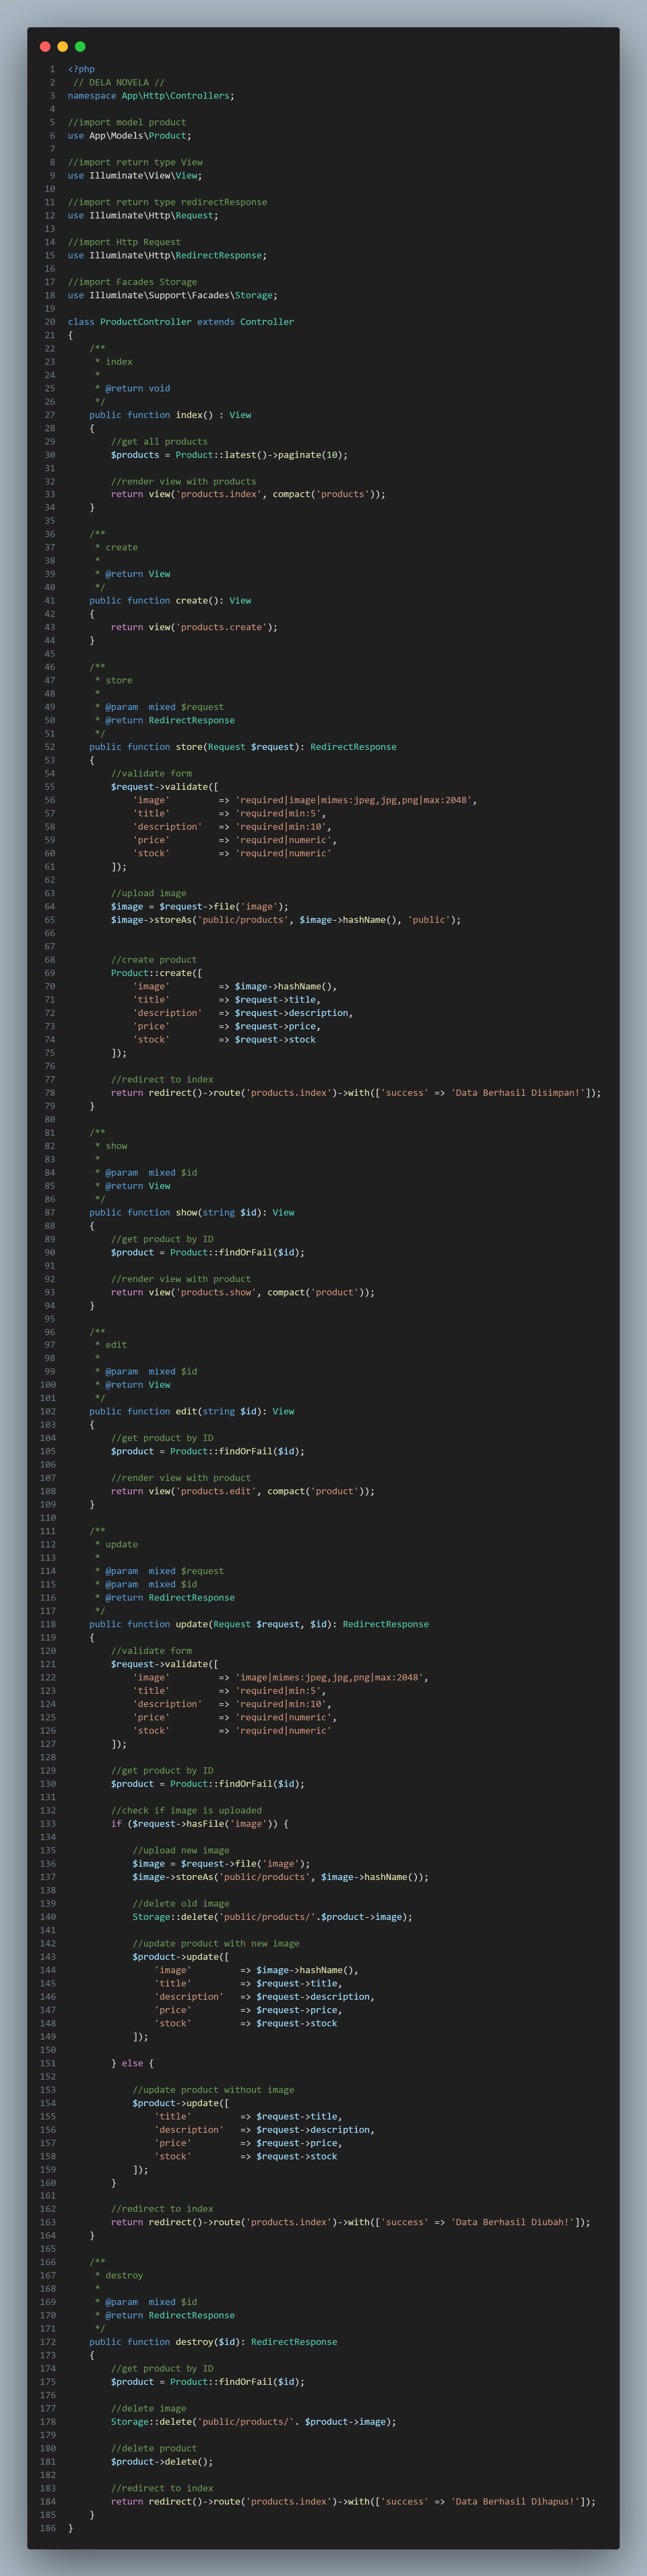 1 <?php
2 // DELA NOVELA //
3 namespace App\Http\Controllers;
4
5 //import model product
6 use App\Models\Product;
7
8 //import return type View
9 use Illuminate\View\View;
10
11 //import return type redirectResponse
12 use Illuminate\Http\Request;
13
14 //import Http Request
15 use Illuminate\Http\RedirectResponse;
16
17 //import Facades Storage
18 use Illuminate\Support\Facades\Storage;
19
20 class ProductController extends Controller
21 {
22     /**
23      * index
24      *
25      * @return void
26      */
27     public function index() : View
28     {
29         //get all products
30         $products = Product::latest()->paginate(10);
31
32         //render view with products
33         return view('products.index', compact('products'));
34     }
35
36     /**
37      * create
38      *
39      * @return View
40      */
41     public function create(): View
42     {
43         return view('products.create');
44     }
45
46     /**
47      * store
48      *
49      * @param  mixed $request
50      * @return RedirectResponse
51      */
52     public function store(Request $request): RedirectResponse
53     {
54         //validate form
55         $request->validate([
56             'image'         => 'required|image|mimes:jpeg,jpg,png|max:2048',
57             'title'         => 'required|min:5',
58             'description'   => 'required|min:10',
59             'price'         => 'required|numeric',
60             'stock'         => 'required|numeric'
61         ]);
62
63         //upload image
64         $image = $request->file('image');
65         $image->storeAs('public/products', $image->hashName(), 'public');
66
67
68         //create product
69         Product::create([
70             'image'         => $image->hashName(),
71             'title'         => $request->title,
72             'description'   => $request->description,
73             'price'         => $request->price,
74             'stock'         => $request->stock
75         ]);
76
77         //redirect to index
78         return redirect()->route('products.index')->with(['success' => 'Data Berhasil Disimpan!']);
79     }
80
81     /**
82      * show
83      *
84      * @param  mixed $id
85      * @return View
86      */
87     public function show(string $id): View
88     {
89         //get product by ID
90         $product = Product::findOrFail($id);
91
92         //render view with product
93         return view('products.show', compact('product'));
94     }
95
96     /**
97      * edit
98      *
99      * @param  mixed $id
100      * @return View
101      */
102     public function edit(string $id): View
103     {
104         //get product by ID
105         $product = Product::findOrFail($id);
106
107         //render view with product
108         return view('products.edit', compact('product'));
109     }
110
111     /**
112      * update
113      *
114      * @param  mixed $request
115      * @param  mixed $id
116      * @return RedirectResponse
117      */
118     public function update(Request $request, $id): RedirectResponse
119     {
120         //validate form
121         $request->validate([
122             'image'         => 'image|mimes:jpeg,jpg,png|max:2048',
123             'title'         => 'required|min:5',
124             'description'   => 'required|min:10',
125             'price'         => 'required|numeric',
126             'stock'         => 'required|numeric'
127         ]);
128
129         //get product by ID
130         $product = Product::findOrFail($id);
131
132         //check if image is uploaded
133         if ($request->hasFile('image')) {
134
135             //upload new image
136             $image = $request->file('image');
137             $image->storeAs('public/products', $image->hashName());
138
139             //delete old image
140             Storage::delete('public/products/'.$product->image);
141
142             //update product with new image
143             $product->update([
144                 'image'         => $image->hashName(),
145                 'title'         => $request->title,
146                 'description'   => $request->description,
147                 'price'         => $request->price,
148                 'stock'         => $request->stock
149             ]);
150
151         } else {
152
153             //update product without image
154             $product->update([
155                 'title'         => $request->title,
156                 'description'   => $request->description,
157                 'price'         => $request->price,
158                 'stock'         => $request->stock
159             ]);
160         }
161
162         //redirect to index
163         return redirect()->route('products.index')->with(['success' => 'Data Berhasil Diubah!']);
164     }
165
166     /**
167      * destroy
168      *
169      * @param  mixed $id
170      * @return RedirectResponse
171      */
172     public function destroy($id): RedirectResponse
173     {
174         //get product by ID
175         $product = Product::findOrFail($id);
176
177         //delete image
178         Storage::delete('public/products/'. $product->image);
179
180         //delete product
181         $product->delete();
182
183         //redirect to index
184         return redirect()->route('products.index')->with(['success' => 'Data Berhasil Dihapus!']);
185     }
186 }